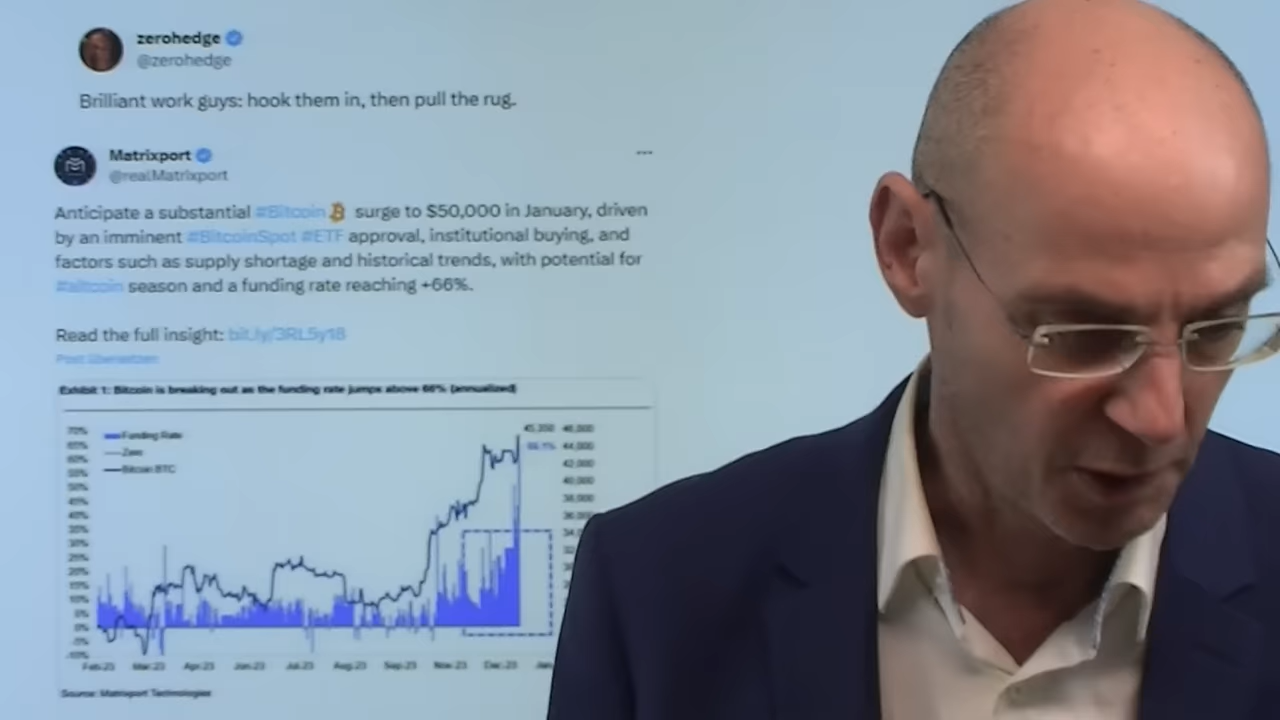 zerohedge
@zerohedge
Brilliant work guys: hook them in, then pull the rug.
Matrixport
@realMatrixport
Anticipate a substantial #Bitcoin surge to $50,000 in January, driven
by an imminent #BitcoinSpot #ETF approval, institutional buying, and
factors such as supply shortage and historical trends, with potential for
#altcoin season and a funding rate reaching +66%.
Read the full insight: bit.ly/3RL5y18
Post übersetzen
Exhibit 1: Bitcoin is breaking out as the funding rate jumps above 66% (annualized)
Funding Rate
Zero
Bitcoin BTC
70%
65%
60%
55%
50%
45%
40%
35%
30%
25%
20%
15%
10%
5%
0%
-5%
-10%
44,000
42,000
40,000
38,000
Feb-23 Mar-23 Apr-23 Jun-23 Jul-23 Aug-23 Sep-23 Nov-23 Dec-23
Source: Matrixport Technologies